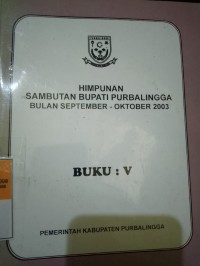 HIMPUNAN
SAMBUTAN BUPATI PURBALINGGA
BULAN SEPTEMBER - OKTOBER 2003
BUKU : V
PEMERINTAH KABUPATEN PURBALINGGA